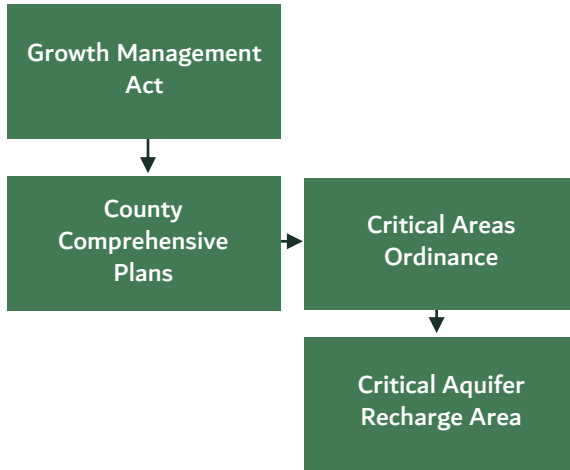 Growth Management
Act
County
Comprehensive
Plans
Critical Areas
Ordinance
Critical Aquifer
Recharge Area